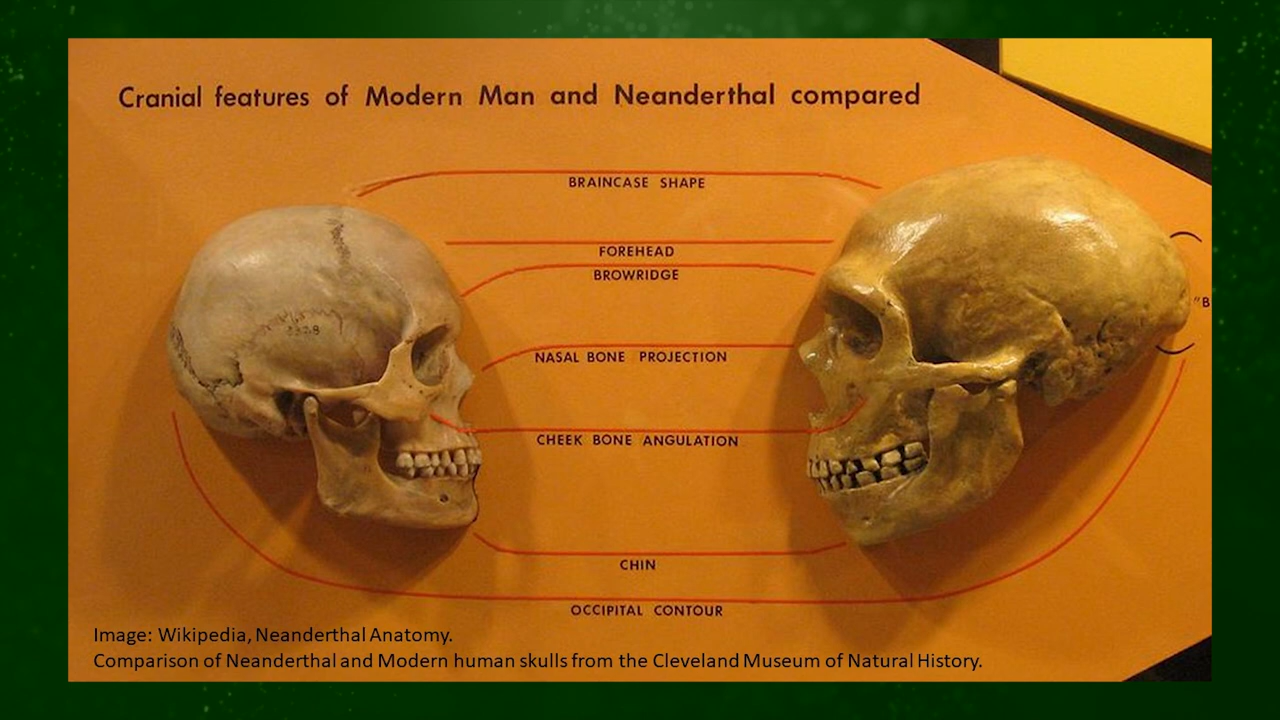 Cranial features of Modern Man and Neanderthal compared
BRAINCASE SHAPE
FOREHEAD
BROWRIDGE
"B
NASAL BONE PROJECTION
CHEEK BONE ANGULATION
CHIN
OCCIPITAL CONTOUR
Image: Wikipedia, Neanderthal Anatomy.
Comparison of Neanderthal and Modern human skulls from the Cleveland Museum of Natural History.